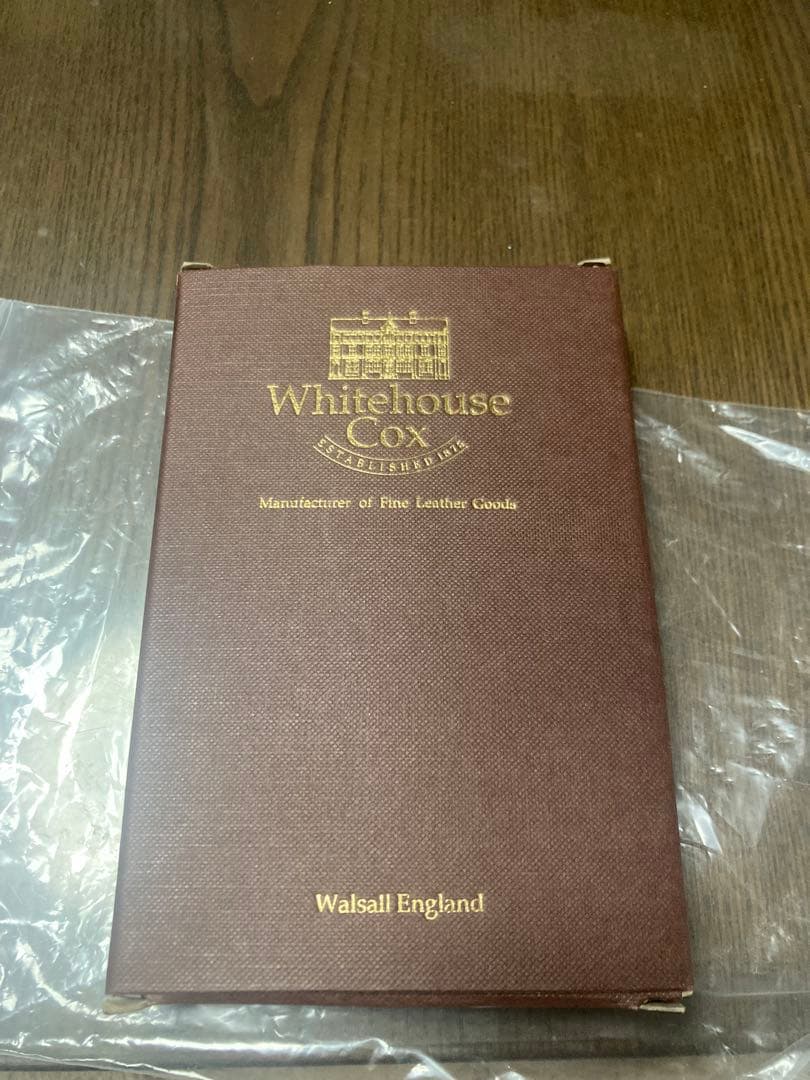 Whitehouse
Cox
ESTABLISHED 1875
Manufacturer of Fine Leather Goods
Walsall England